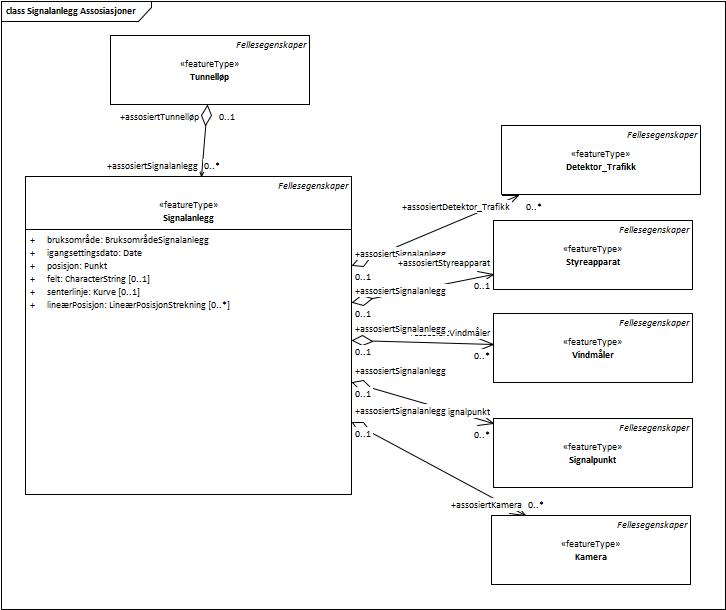 class Signalanlegg Assosiasjoner
Fellesegenskaper
«featureType»
Tunnelløp
+assosiertTunnelløp 0..1
+assosiertSignalanlegg 0..*
Fellesegenskaper
«featureType»
Signalanlegg
+ bruksområde: BruksområdeSignalanlegg
+ igangsettingsdato: Date
+ posisjon: Punkt
+ felt: CharacterString [0..1]
+ senterlinje: Kurve [0..1]
+ lineærPosisjon: LineærPosisjonStrekning [0..*]
Fellesegenskaper
«featureType»
Detektor_Trafikk
+assosiertDetektor_Trafikk 0..*
+assosiertSignalanlegg
0..1
Fellesegenskaper
«featureType»
Styreapparat
+assosiertStyreapparat
0..1
+assosiertSignalanlegg
0..1
Fellesegenskaper
«featureType»
Vindmåler
+assosiertSignalanlegg
:Vindmåler
0..1
0..*
Fellesegenskaper
«featureType»
Signalpunkt
+assosiertSignalanlegg
0..1
ignalpunkt
0..*
+assosiertSignalanlegg
0..1
+assosiertKamera 0..*
Fellesegenskaper
«featureType»
Kamera